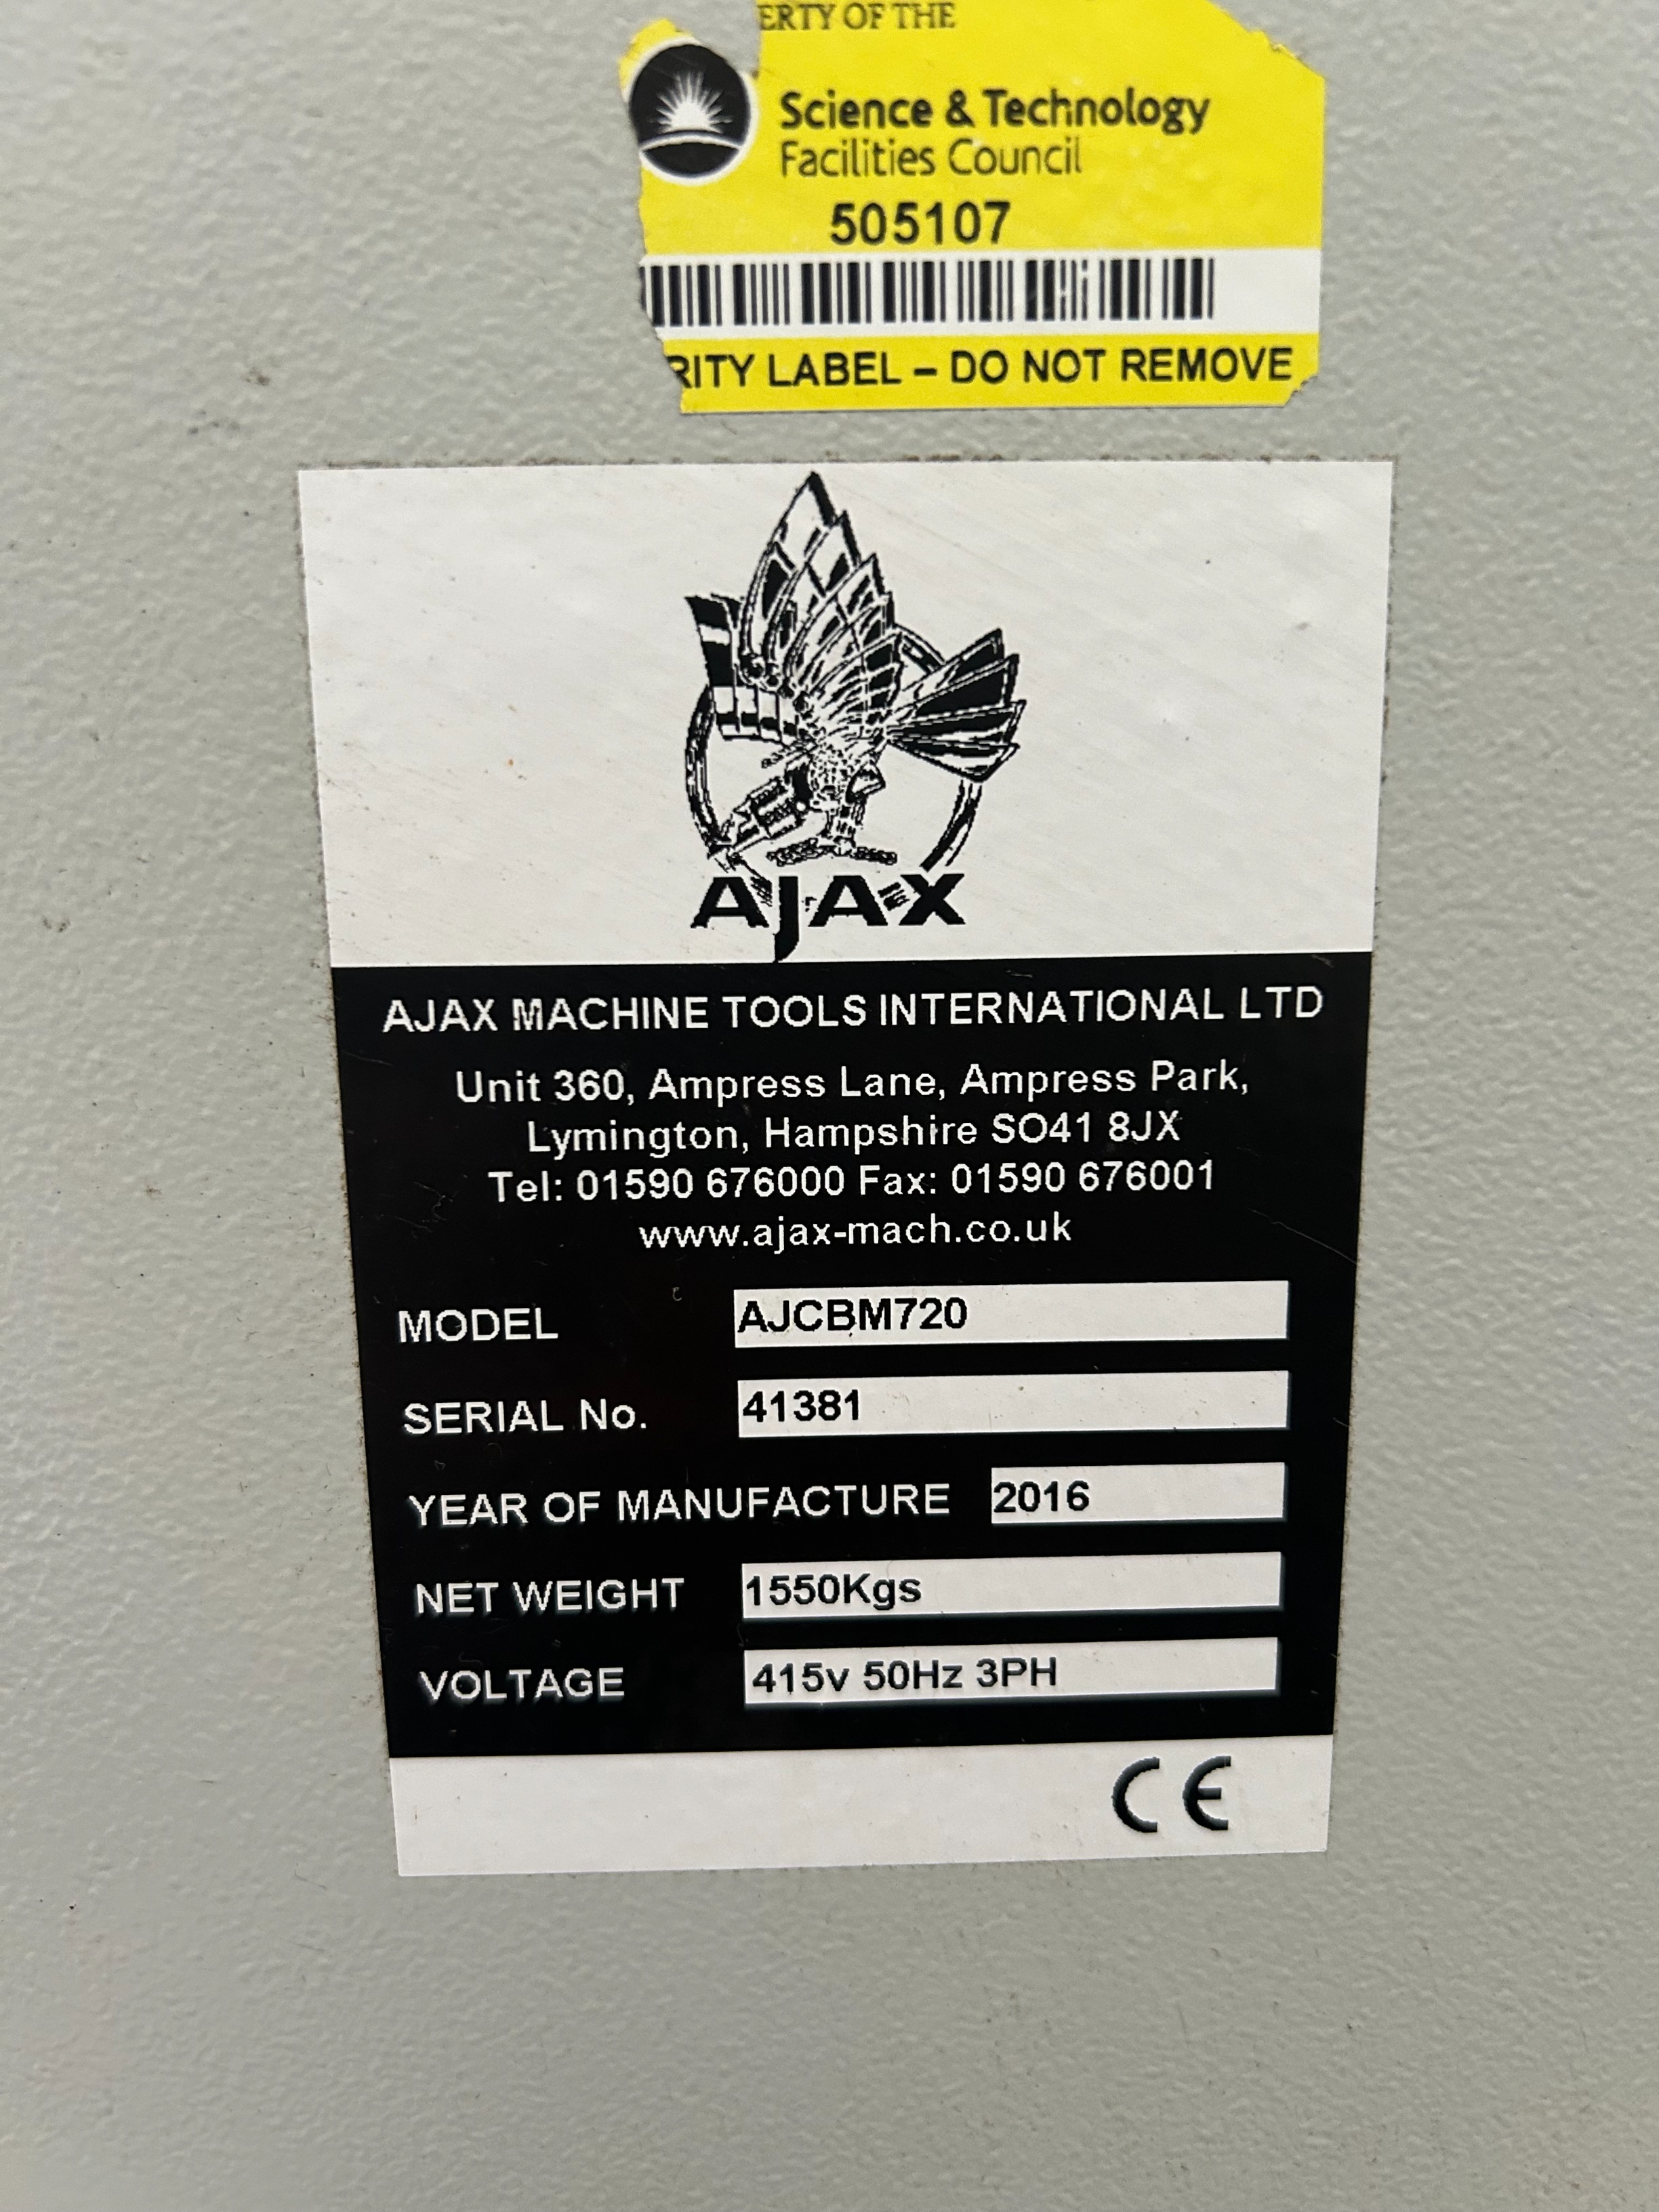 ERTY OF THE
Science & Technology
Facilities Council
505107
RITY LABEL – DO NOT REMOVE
AJAX
AJAX MACHINE TOOLS INTERNATIONAL LTD
Unit 360, Ampress Lane, Ampress Park,
Lymington, Hampshire SO41 8JX
Tel: 01590 676000 Fax: 01590 676001
www.ajax-mach.co.uk
MODEL AJCBM720
SERIAL No. 41381
YEAR OF MANUFACTURE 2016
NET WEIGHT 1550Kgs
VOLTAGE 415v 50Hz 3PH
CE